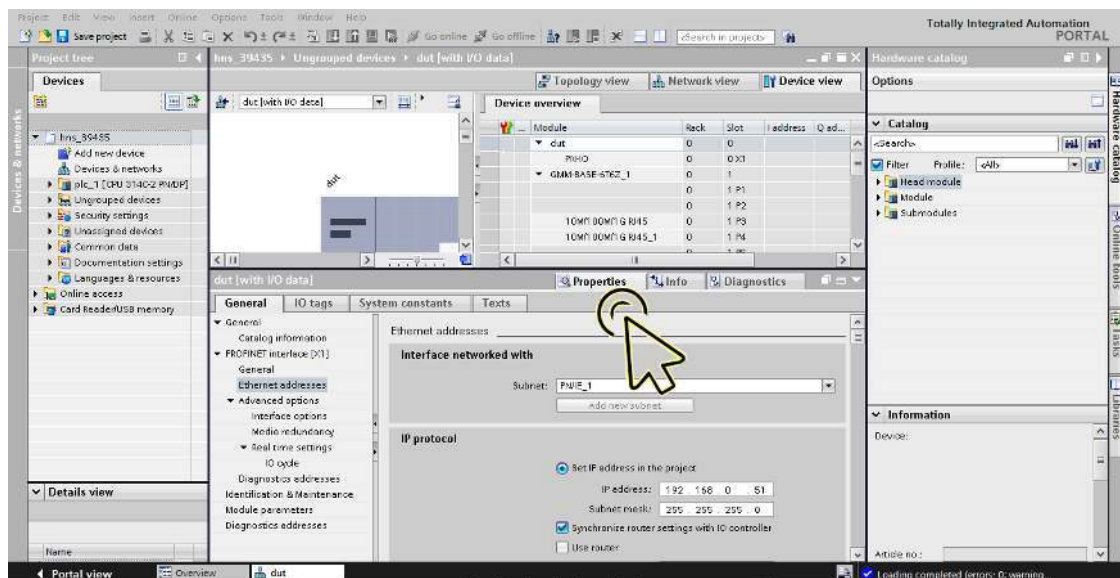 Project Edit View Insert Online Options Tools Window Help
Totally Integrated Automation
PORTAL
Save project
Go online
Go offline
<Search in project>
Project tree
hns_39435 ▸ Ungrouped devices ▸ dut [with I/O data]
Hardware catalog
Devices
Topology view
Network view
Device view
Options
dut [with I/O data]
Device overview
Module Rack Slot I address Q ad...
Catalog
dut 0 0
PN-IO 0 0 X1
GMM-BASE-6T6Z_1 0 1
0 1 P1
0 1 P2
0 1 P3
0 1 P4
<Search>
Filter Profile: <All>
Head module
Module
Submodules
hns_39435
Add new device
Devices & networks
plc_1 [CPU 314C-2 PN/DP]
Ungrouped devices
Security settings
Unassigned devices
Common data
Documentation settings
Languages & resources
Online access
Card Reader/USB memory
dut
dut [with I/O data]
Properties
Info
Diagnostics
General
IO tags
System constants
Texts
General
Catalog information
PROFINET interface [X1]
General
Ethernet addresses
Advanced options
Interface options
Media redundancy
Real time settings
IO cycle
Diagnostics addresses
Identification & Maintenance
Module parameters
Diagnostics addresses
Ethernet addresses
Interface networked with
Subnet: PN/IE_1
Add new subnet
IP protocol
Set IP address in the project
IP address: 192 . 168 . 0 . 51
Subnet mask: 255 . 255 . 255 . 0
Synchronize router settings with IO controller
Use router
Information
Device:
Article no.:
Details view
Name
Devices & networks
Hardware catalog
Online tools
Tasks
Libraries
Portal view
Overview
dut
Loading completed (errors: 0; warning